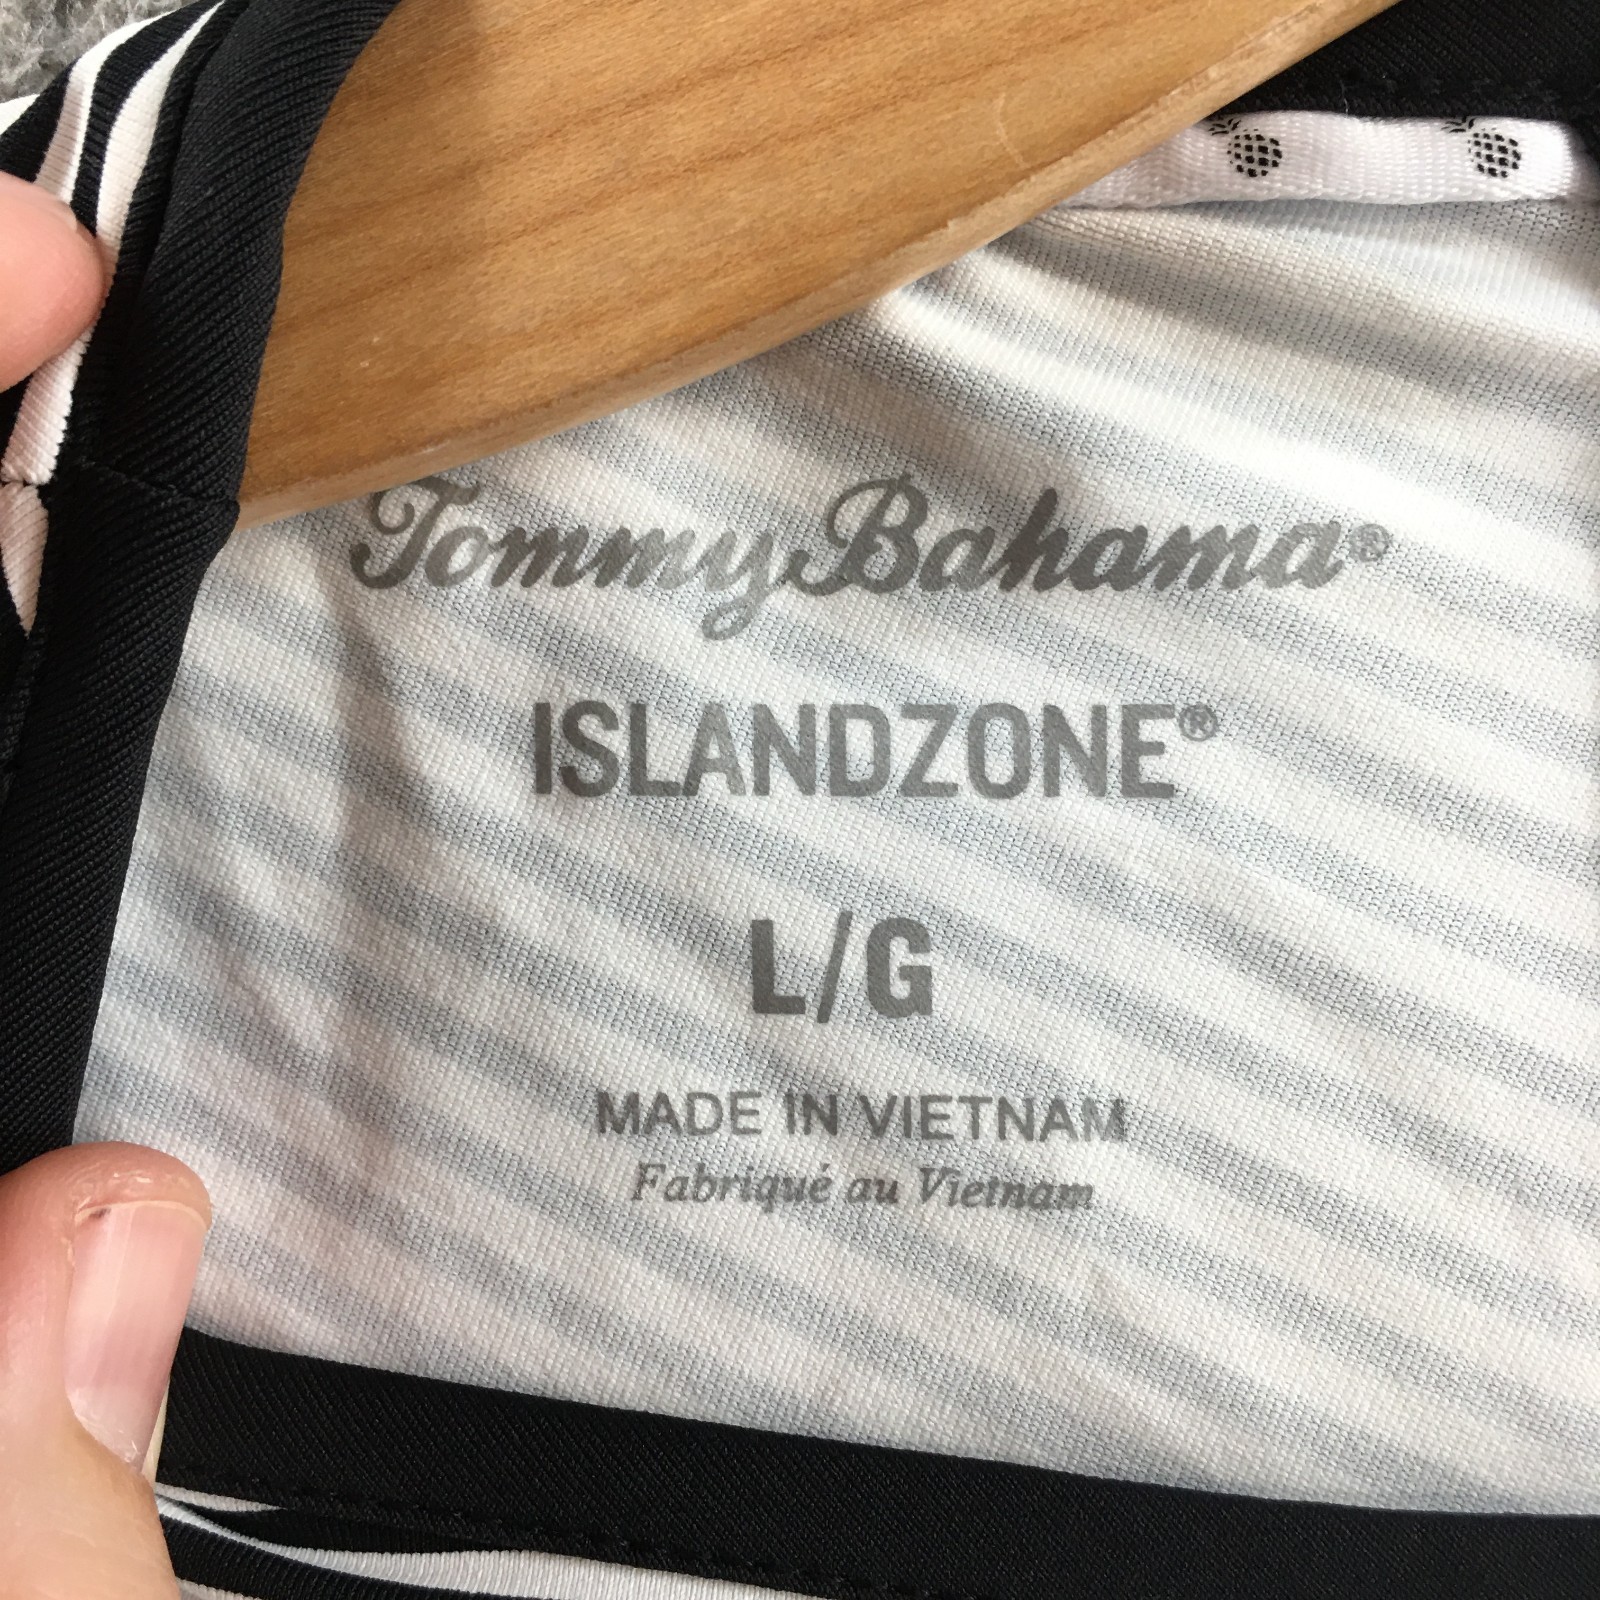 Tommy Bahama®
ISLANDZONE®
L/G
MADE IN VIETNAM
Fabriqué au Vietnam